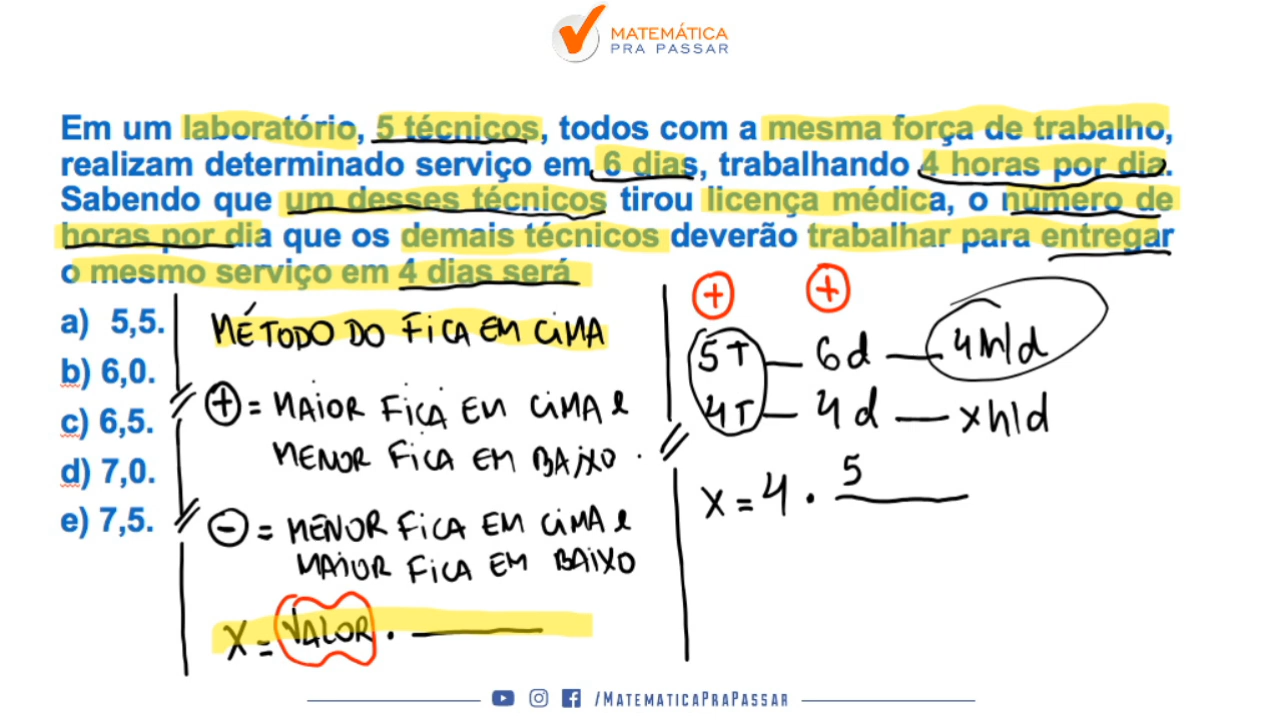 MATEMÁTICA
PRA PASSAR
Em um laboratório, 5 técnicos, todos com a mesma força de trabalho,
realizam determinado serviço em 6 dias, trabalhando 4 horas por dia.
Sabendo que um desses técnicos tirou licença médica, o número de
horas por dia que os demais técnicos deverão trabalhar para entregar
o mesmo serviço em 4 dias será
a) 5,5.
b) 6,0.
c) 6,5.
d) 7,0.
e) 7,5.
MÉTODO DO FICA EM CIMA
+ = MAIOR FICA EM CIMA E
MENOR FICA EM BAIXO.
- = MENOR FICA EM CIMA E
MAIOR FICA EM BAIXO
X = VALOR . ___
+ +
5T — 6d — 4h/d
4T — 4d — xh/d
X = 4 . 5
/MATEMATICAPRAPASSAR